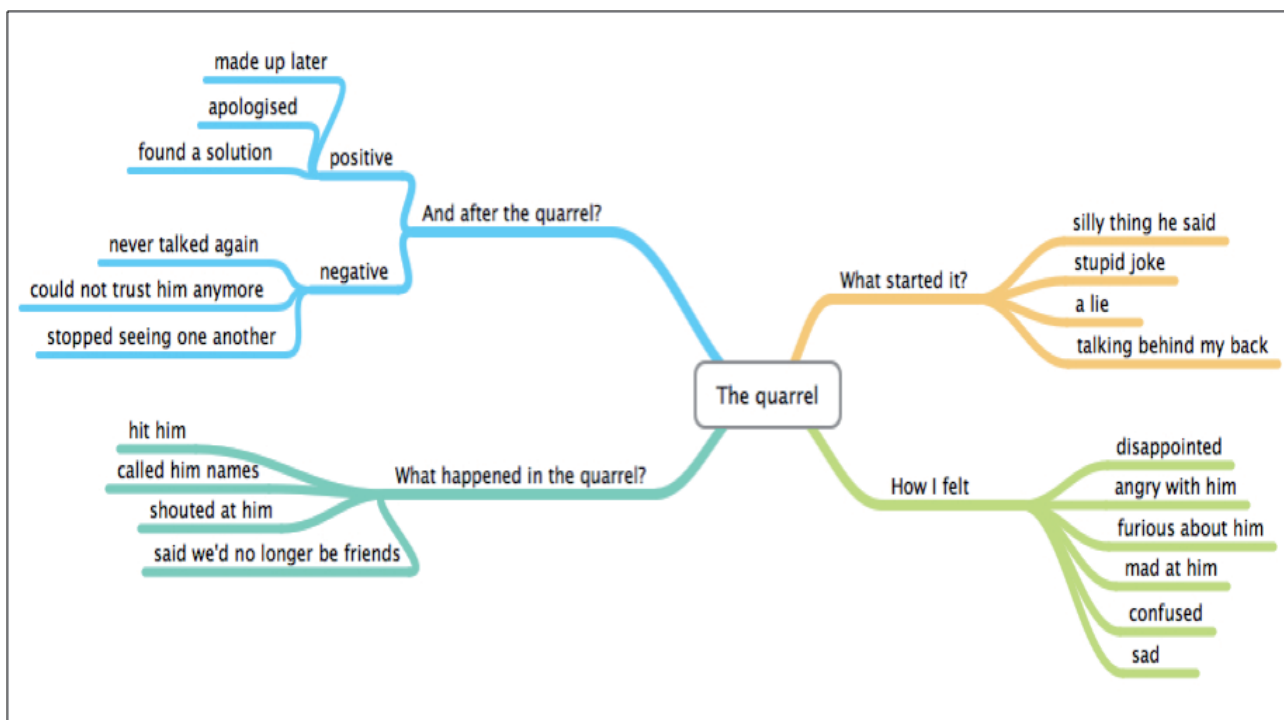 made up later
apologised
found a solution
positive
And after the quarrel?
never talked again
negative
could not trust him anymore
stopped seeing one another
silly thing he said
What started it?
stupid joke
a lie
talking behind my back
The quarrel
hit him
called him names
What happened in the quarrel?
shouted at him
said we'd no longer be friends
disappointed
How I felt
angry with him
furious about him
mad at him
confused
sad